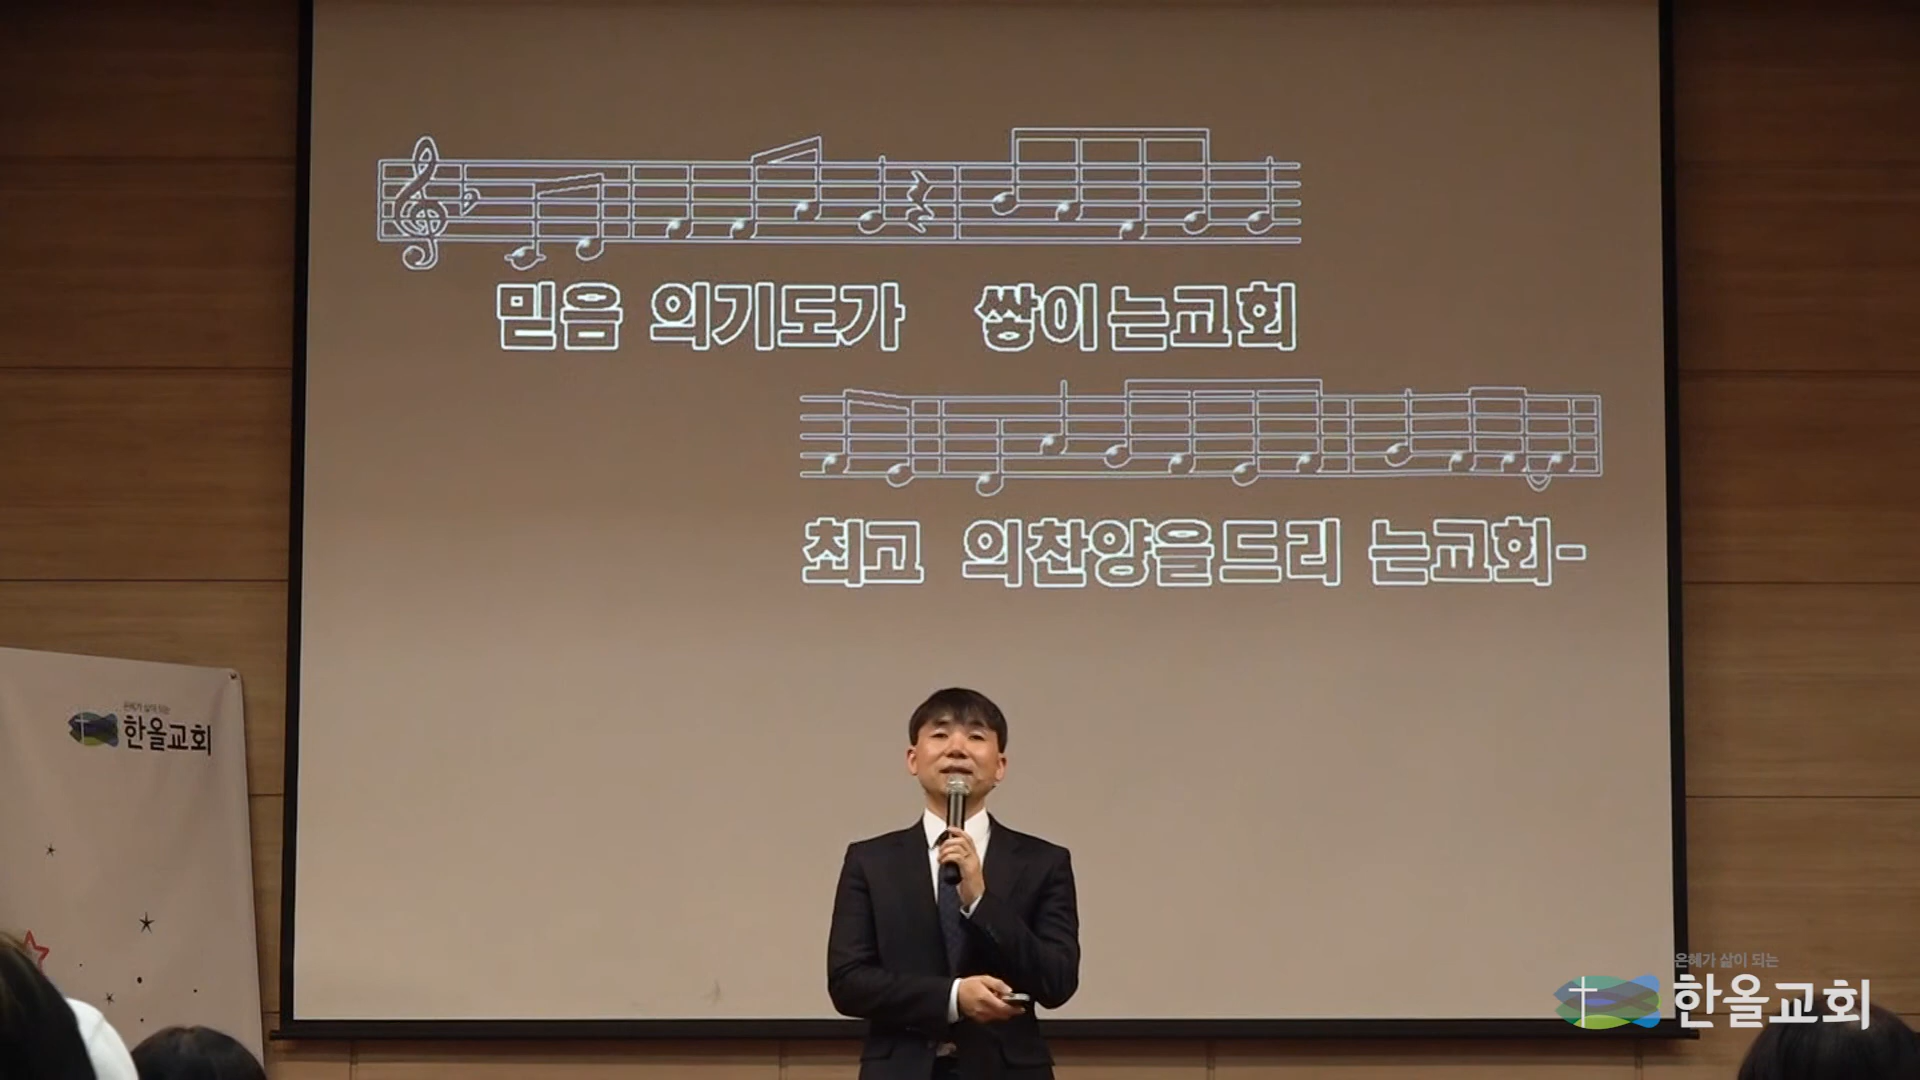 믿음 의기도가 쌓이는교회
최고 의찬양을드리 는교회-
은혜가 삶이 되는
한올교회
은혜가 삶이 되는
한올교회